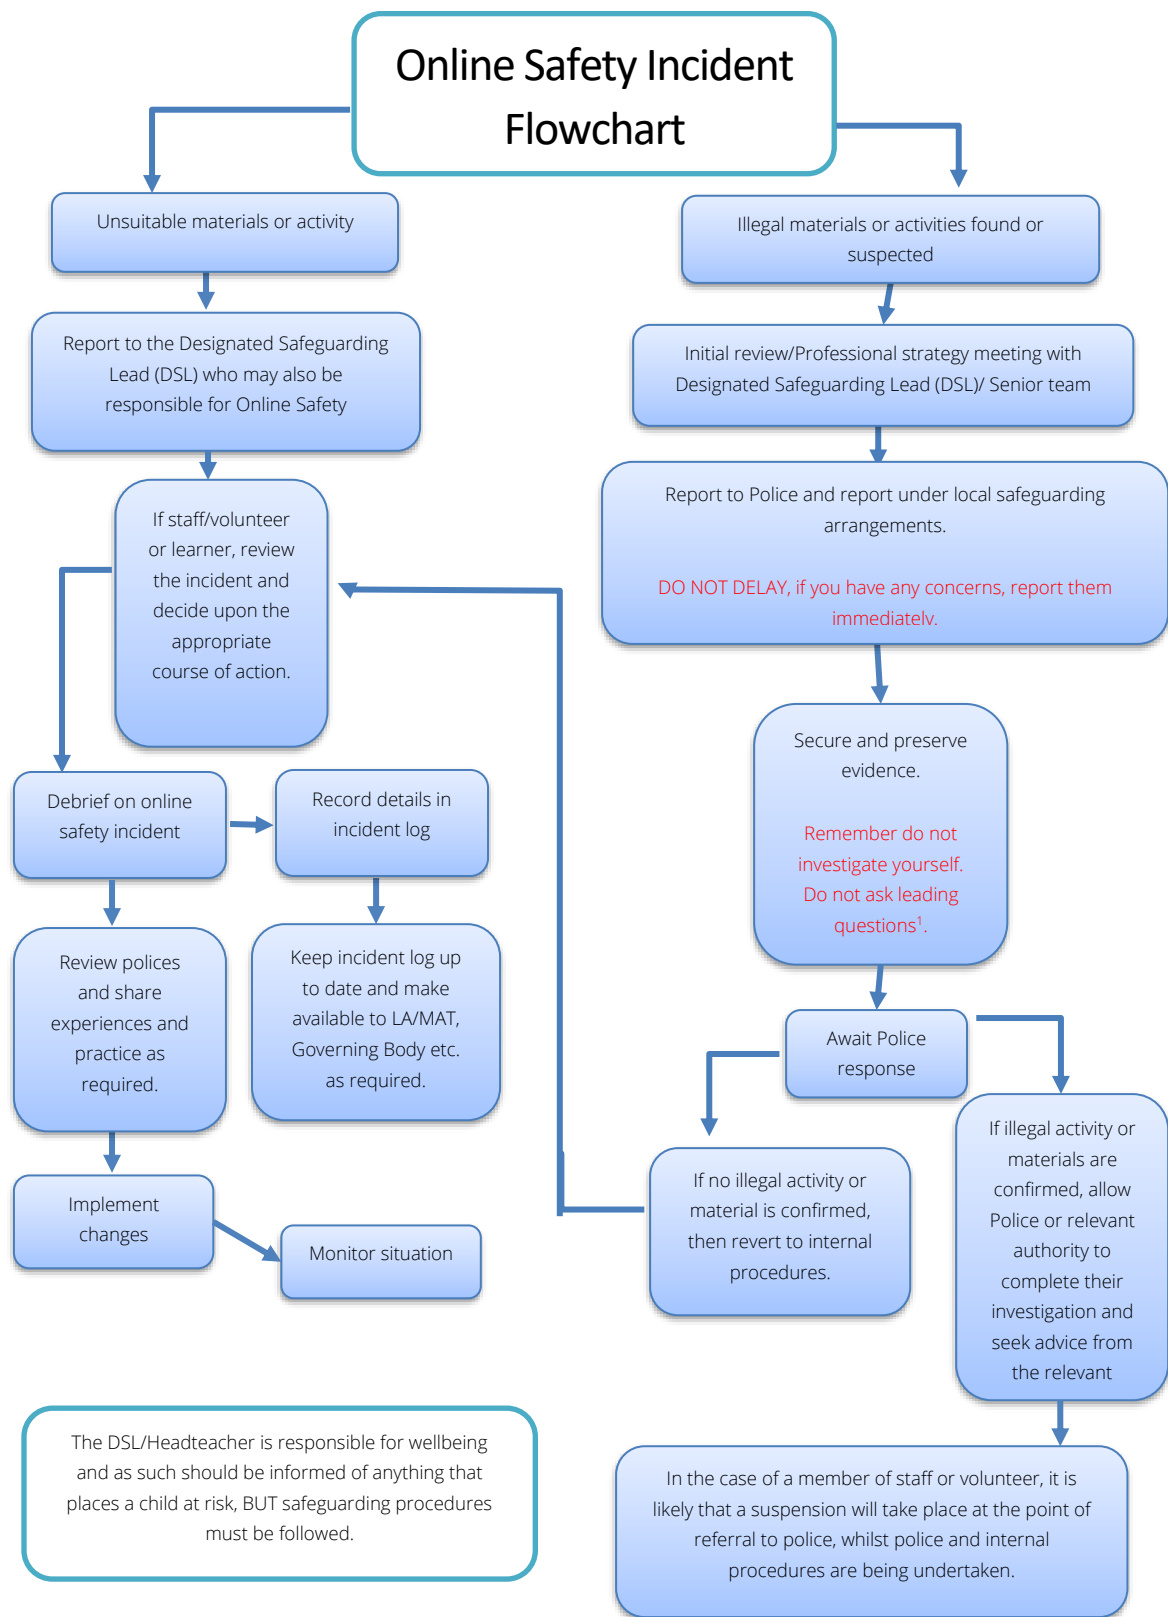 Online Safety Incident
Flowchart
Unsuitable materials or activity
Report to the Designated Safeguarding
Lead (DSL) who may also be
responsible for Online Safety
If staff/volunteer
or learner, review
the incident and
decide upon the
appropriate
course of action.
Debrief on online
safety incident
Record details in
incident log
Review polices
and share
experiences and
practice as
required.
Keep incident log up
to date and make
available to LA/MAT,
Governing Body etc.
as required.
Implement
changes
Monitor situation
Illegal materials or activities found or
suspected
Initial review/Professional strategy meeting with
Designated Safeguarding Lead (DSL)/ Senior team
Report to Police and report under local safeguarding
arrangements.
DO NOT DELAY, if you have any concerns, report them
immediately.
Secure and preserve
evidence.
Remember do not
investigate yourself.
Do not ask leading
questions¹.
Await Police
response
If no illegal activity or
material is confirmed,
then revert to internal
procedures.
If illegal activity or
materials are
confirmed, allow
Police or relevant
authority to
complete their
investigation and
seek advice from
the relevant
In the case of a member of staff or volunteer, it is
likely that a suspension will take place at the point of
referral to police, whilst police and internal
procedures are being undertaken.
The DSL/Headteacher is responsible for wellbeing
and as such should be informed of anything that
places a child at risk, BUT safeguarding procedures
must be followed.